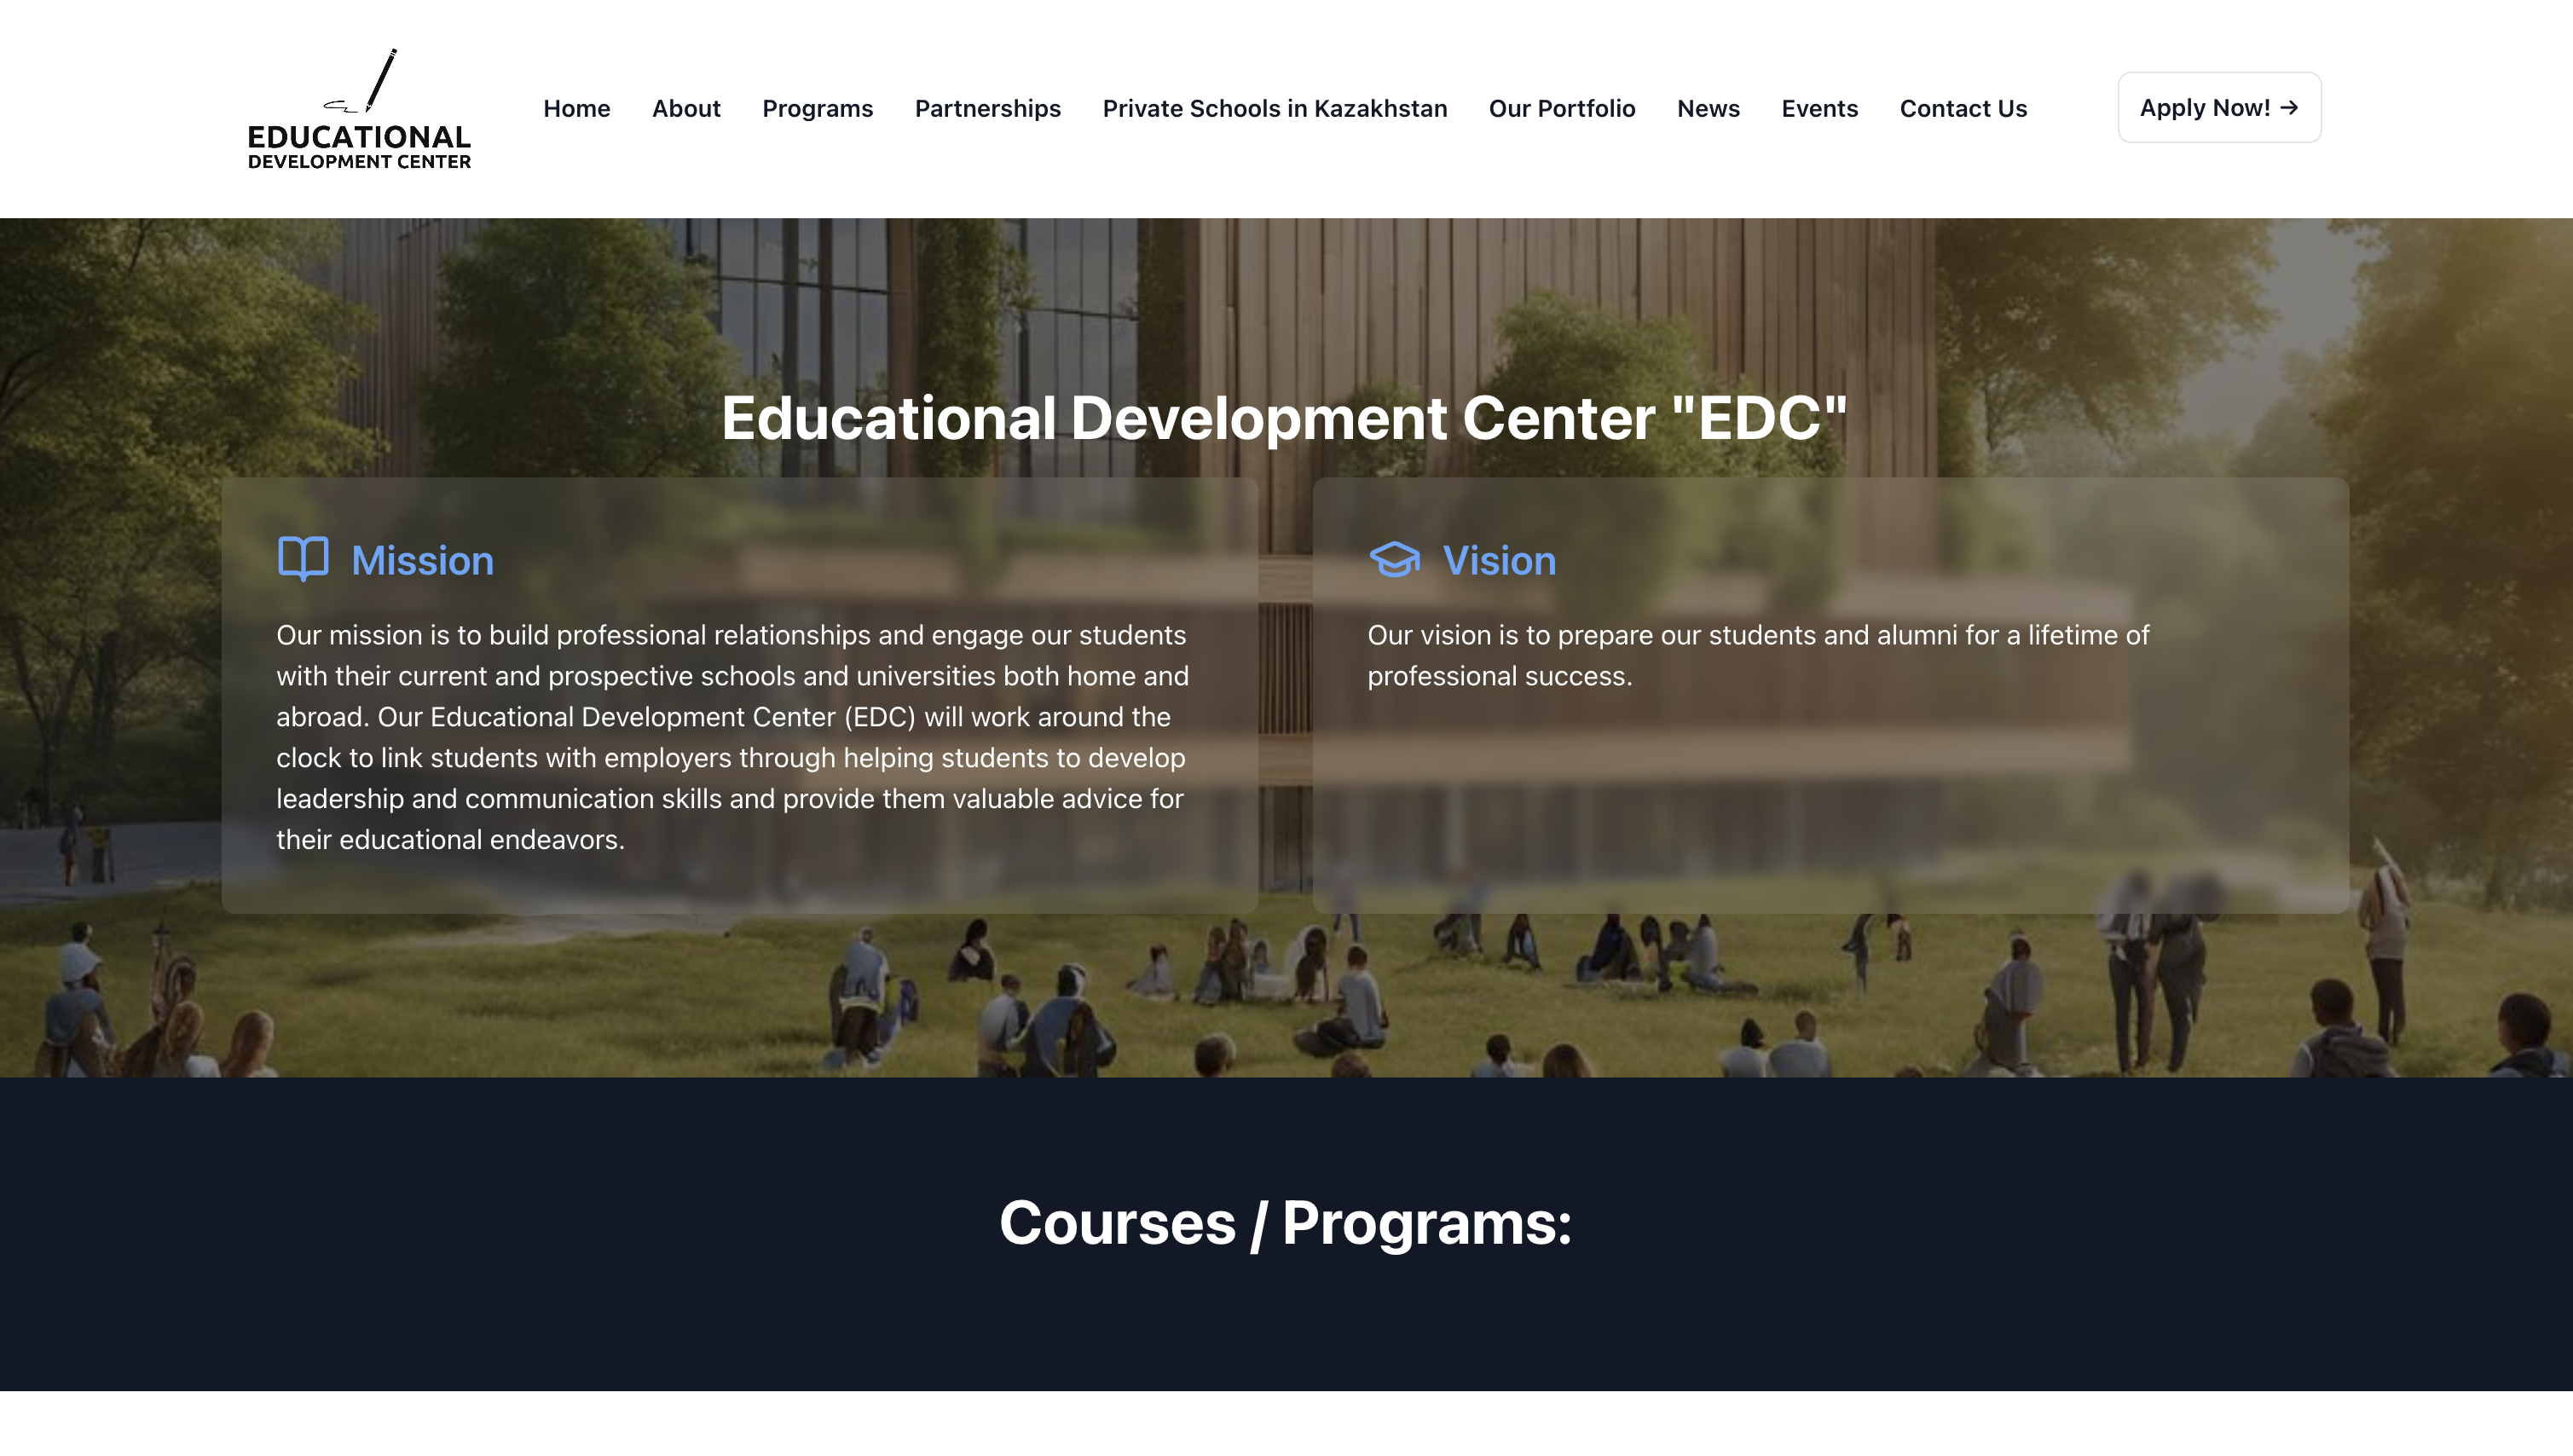 EDUCATIONAL
DEVELOPMENT CENTER
Home
About
Programs
Partnerships
Private Schools in Kazakhstan
Our Portfolio
News
Events
Contact Us
Apply Now! →
Educational Development Center "EDC"
Mission
Our mission is to build professional relationships and engage our students
with their current and prospective schools and universities both home and
abroad. Our Educational Development Center (EDC) will work around the
clock to link students with employers through helping students to develop
leadership and communication skills and provide them valuable advice for
their educational endeavors.
Vision
Our vision is to prepare our students and alumni for a lifetime of
professional success.
Courses / Programs: